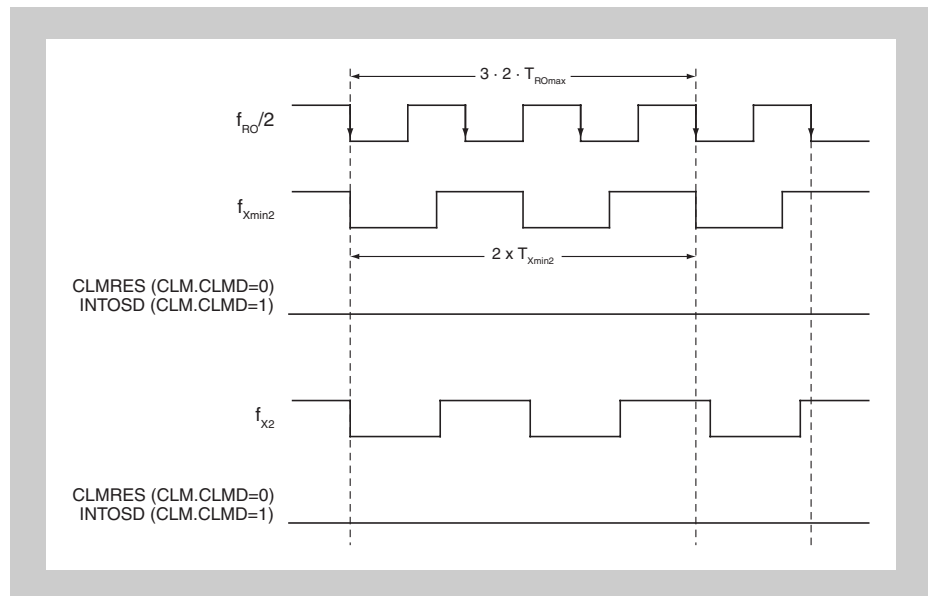 3 · 2 · T_ROmax
f_RO/2
f_Xmin2
2 x T_Xmin2
CLMRES (CLM.CLMD=0)
INTOSD (CLM.CLMD=1)
f_X2
CLMRES (CLM.CLMD=0)
INTOSD (CLM.CLMD=1)